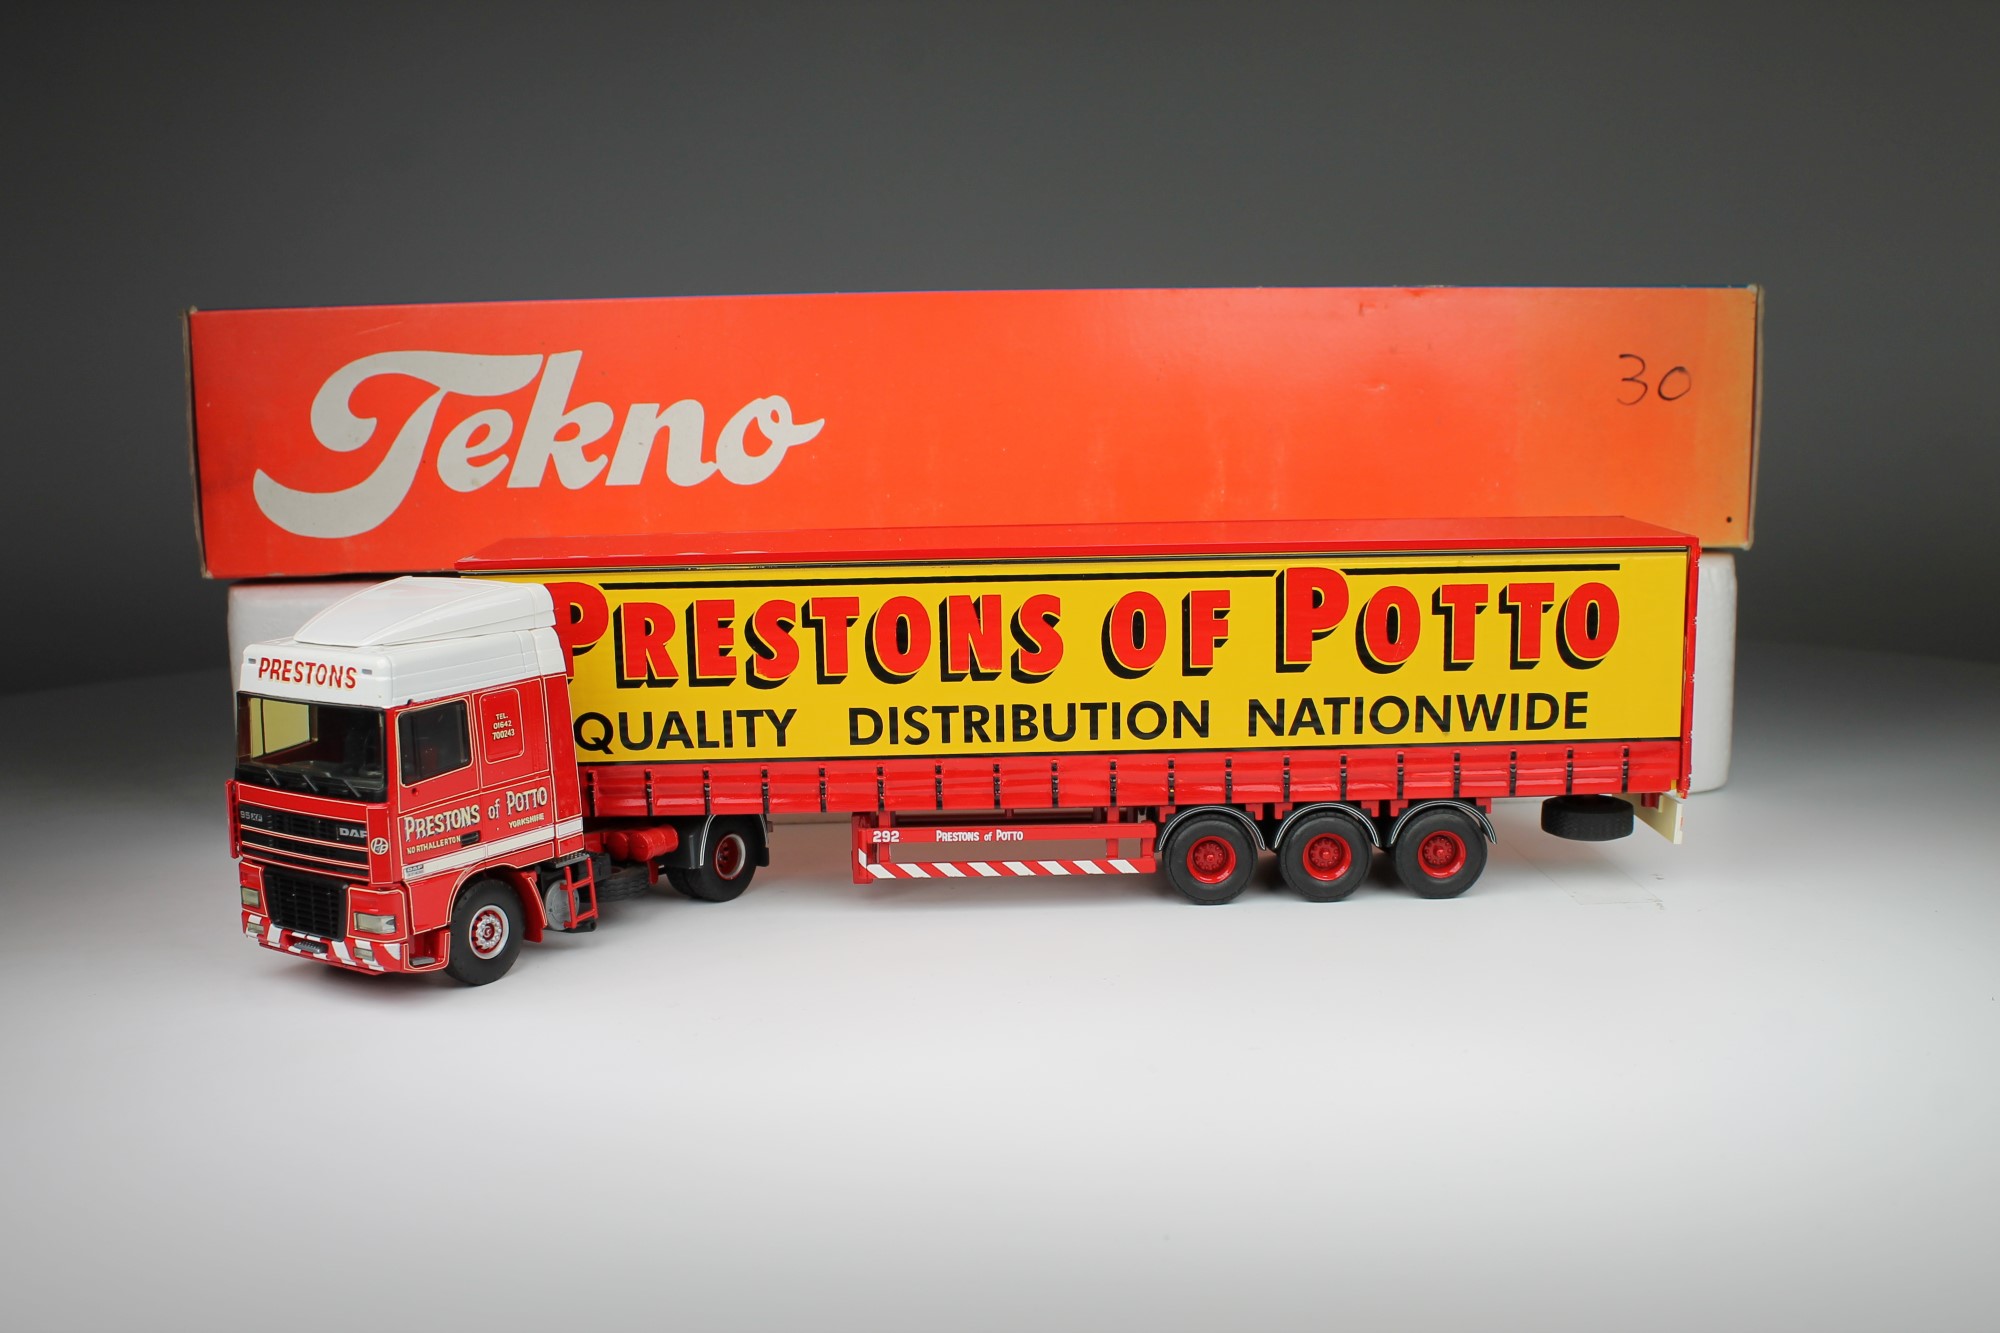 Tekno
30
PRESTONS OF POTTO
QUALITY DISTRIBUTION NATIONWIDE
PRESTONS
TEL.
01642
700243
PRESTONS of POTTO
NORTHALLERTON YORKSHIRE
95XF
DAF
292 PRESTONS of POTTO